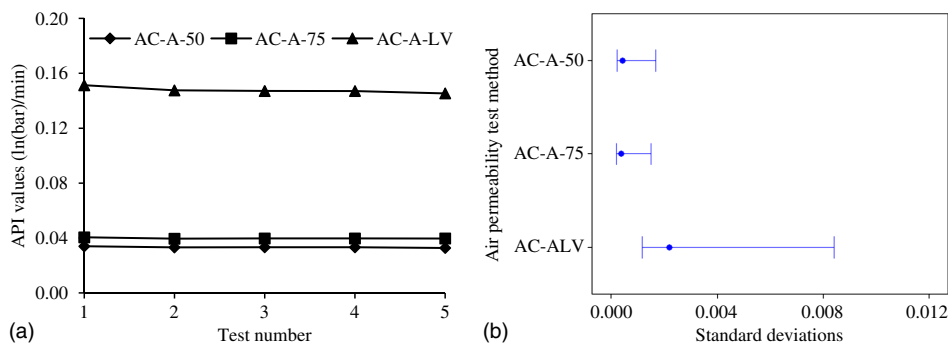 0.20
0.16
0.12
0.08
0.04
0.00
API values (ln(bar)/min)
AC-A-50 AC-A-75 AC-A-LV
1 2 3 4 5
Test number
(a)
Air permeability test method
AC-A-50
AC-A-75
AC-ALV
0.000 0.004 0.008 0.012
Standard deviations
(b)